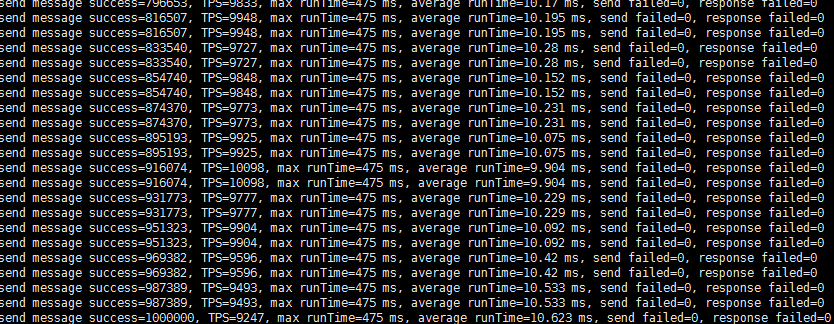 send message success=796653, TPS=9833, max runTime=475 ms, average runTime=10.17 ms, send failed=0, response failed=0
send message success=816507, TPS=9948, max runTime=475 ms, average runTime=10.195 ms, send failed=0, response failed=0
send message success=816507, TPS=9948, max runTime=475 ms, average runTime=10.195 ms, send failed=0, response failed=0
send message success=833540, TPS=9727, max runTime=475 ms, average runTime=10.28 ms, send failed=0, response failed=0
send message success=833540, TPS=9727, max runTime=475 ms, average runTime=10.28 ms, send failed=0, response failed=0
send message success=854740, TPS=9848, max runTime=475 ms, average runTime=10.152 ms, send failed=0, response failed=0
send message success=854740, TPS=9848, max runTime=475 ms, average runTime=10.152 ms, send failed=0, response failed=0
send message success=874370, TPS=9773, max runTime=475 ms, average runTime=10.231 ms, send failed=0, response failed=0
send message success=874370, TPS=9773, max runTime=475 ms, average runTime=10.231 ms, send failed=0, response failed=0
send message success=895193, TPS=9925, max runTime=475 ms, average runTime=10.075 ms, send failed=0, response failed=0
send message success=895193, TPS=9925, max runTime=475 ms, average runTime=10.075 ms, send failed=0, response failed=0
send message success=916074, TPS=10098, max runTime=475 ms, average runTime=9.904 ms, send failed=0, response failed=0
send message success=916074, TPS=10098, max runTime=475 ms, average runTime=9.904 ms, send failed=0, response failed=0
send message success=931773, TPS=9777, max runTime=475 ms, average runTime=10.229 ms, send failed=0, response failed=0
send message success=931773, TPS=9777, max runTime=475 ms, average runTime=10.229 ms, send failed=0, response failed=0
send message success=951323, TPS=9904, max runTime=475 ms, average runTime=10.092 ms, send failed=0, response failed=0
send message success=951323, TPS=9904, max runTime=475 ms, average runTime=10.092 ms, send failed=0, response failed=0
send message success=969382, TPS=9596, max runTime=475 ms, average runTime=10.42 ms, send failed=0, response failed=0
send message success=969382, TPS=9596, max runTime=475 ms, average runTime=10.42 ms, send failed=0, response failed=0
send message success=987389, TPS=9493, max runTime=475 ms, average runTime=10.533 ms, send failed=0, response failed=0
send message success=987389, TPS=9493, max runTime=475 ms, average runTime=10.533 ms, send failed=0, response failed=0
send message success=1000000, TPS=9247, max runTime=475 ms, average runTime=10.623 ms, send failed=0, response failed=0